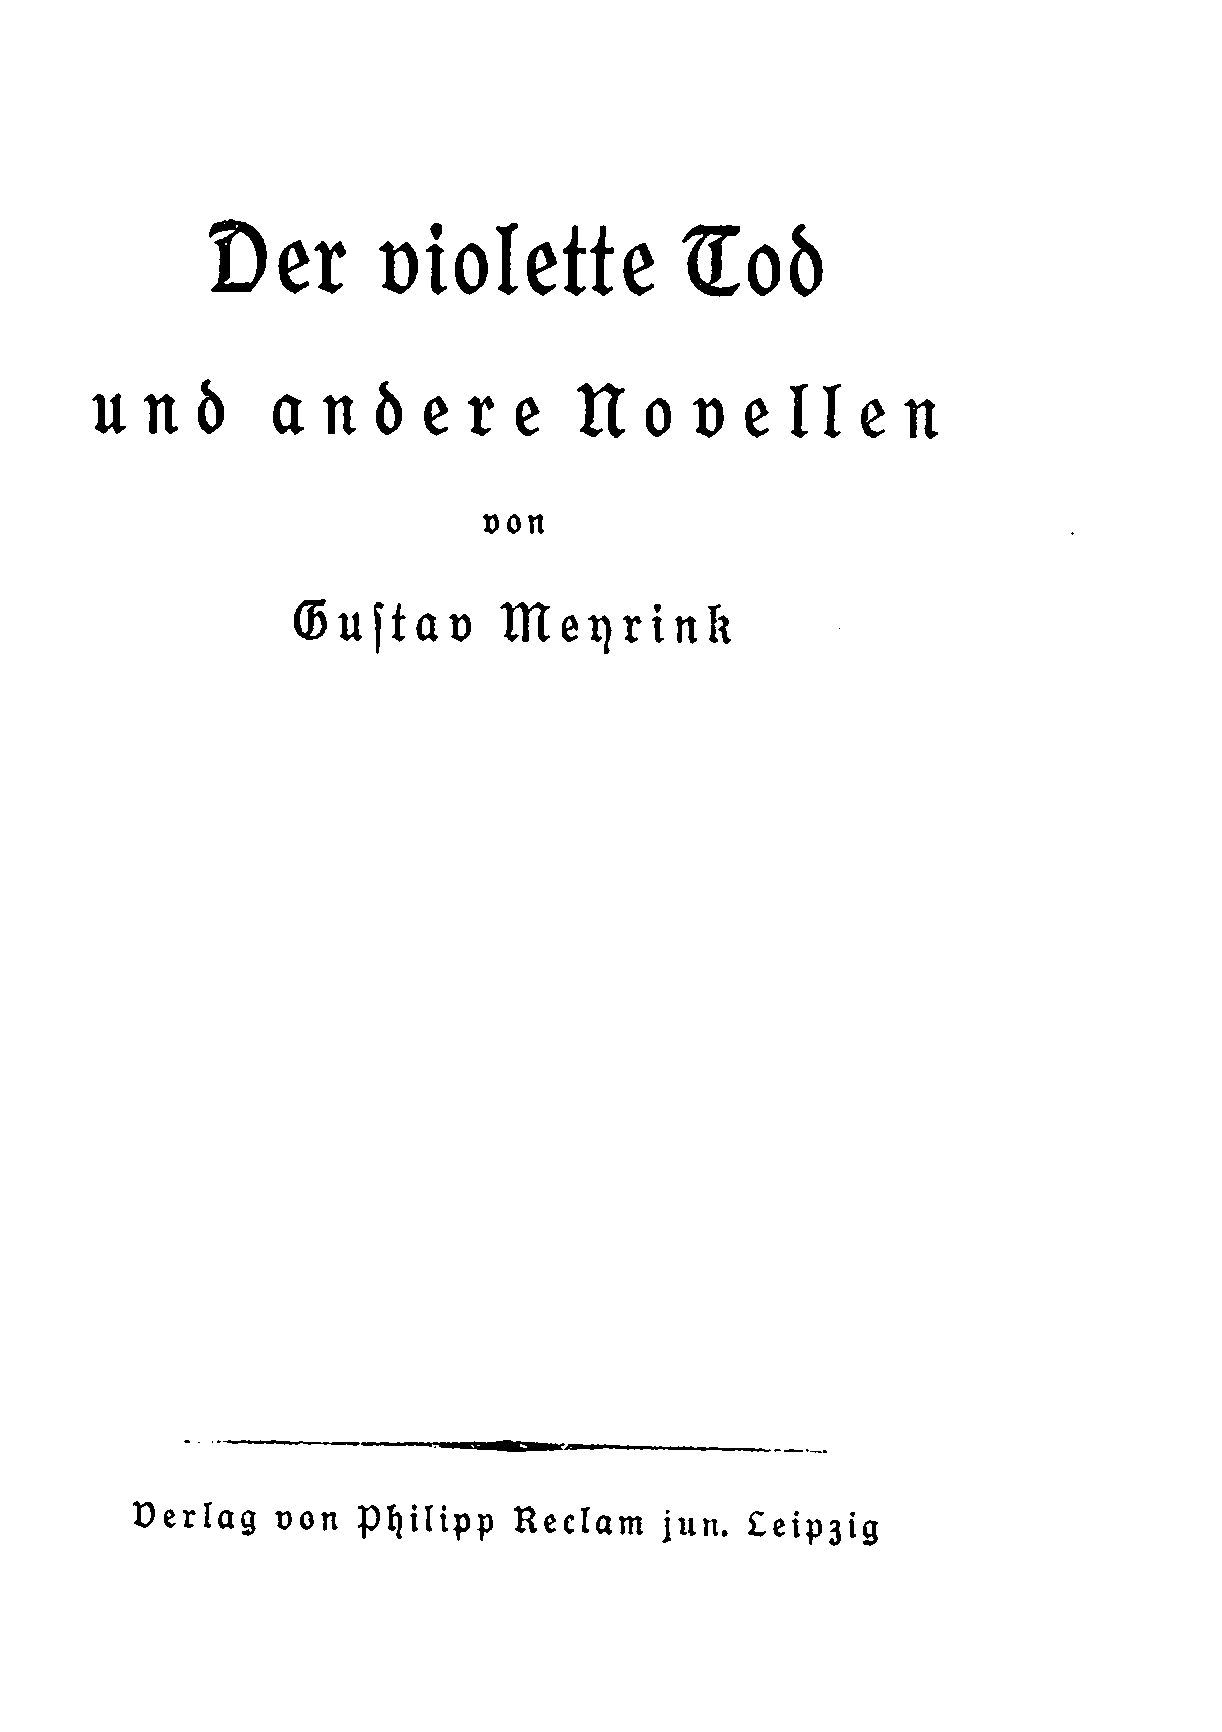 Der violette Tod
und andere Novellen
von
Guſtav Meyrink
Verlag von Philipp Reclam jun. Leipzig